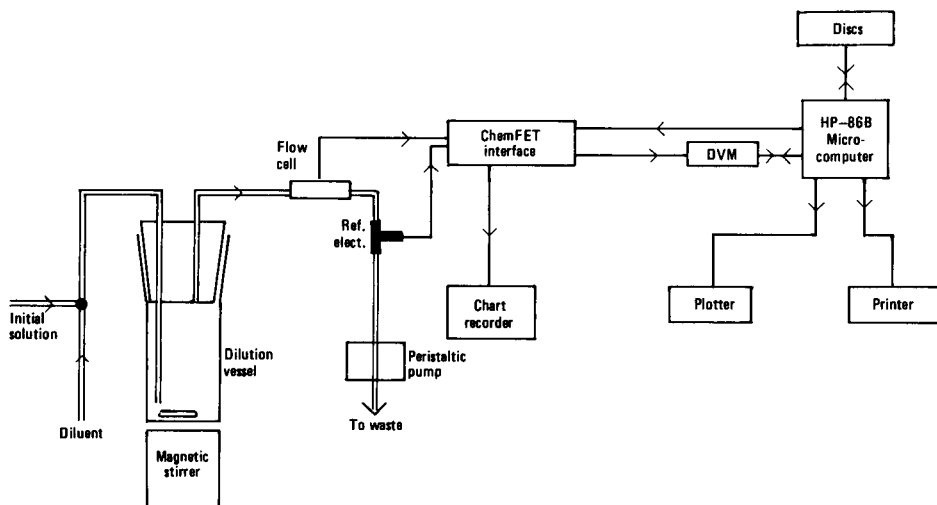 Discs
HP-86B
Micro-
computer
ChemFET
interface
DVM
Flow
cell
Ref.
elect.
Initial
solution
Chart
recorder
Plotter
Printer
Dilution
vessel
Peristaltic
pump
Diluent
To waste
Magnetic
stirrer